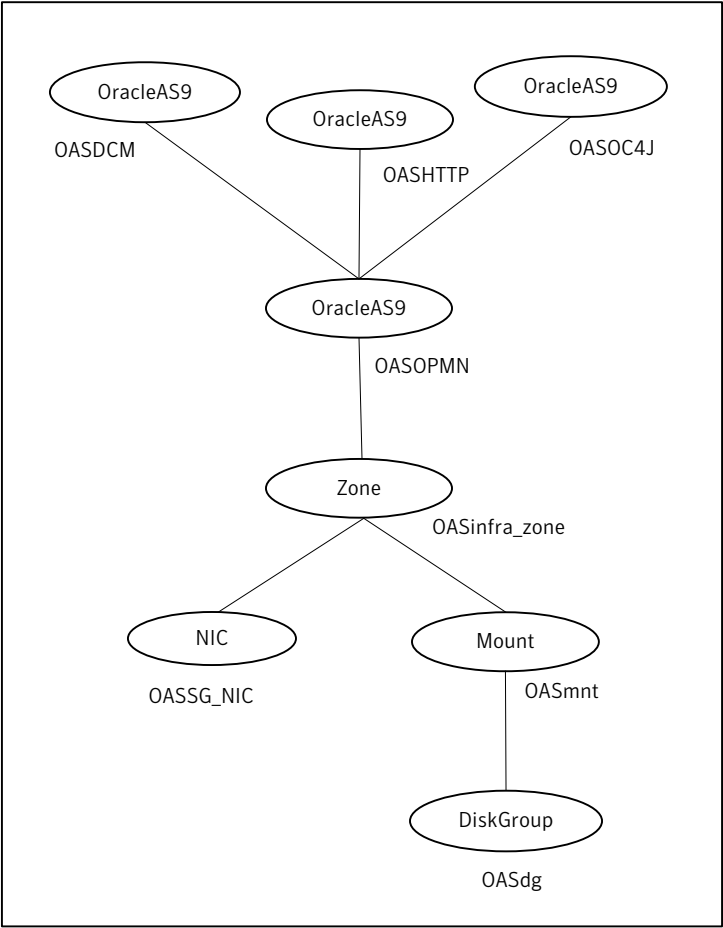 OracleAS9
OASDCM
OracleAS9
OASHTTP
OracleAS9
OASOC4J
OracleAS9
OASOPMN
Zone
OASinfra_zone
NIC
OASSG_NIC
Mount
OASmnt
DiskGroup
OASdg